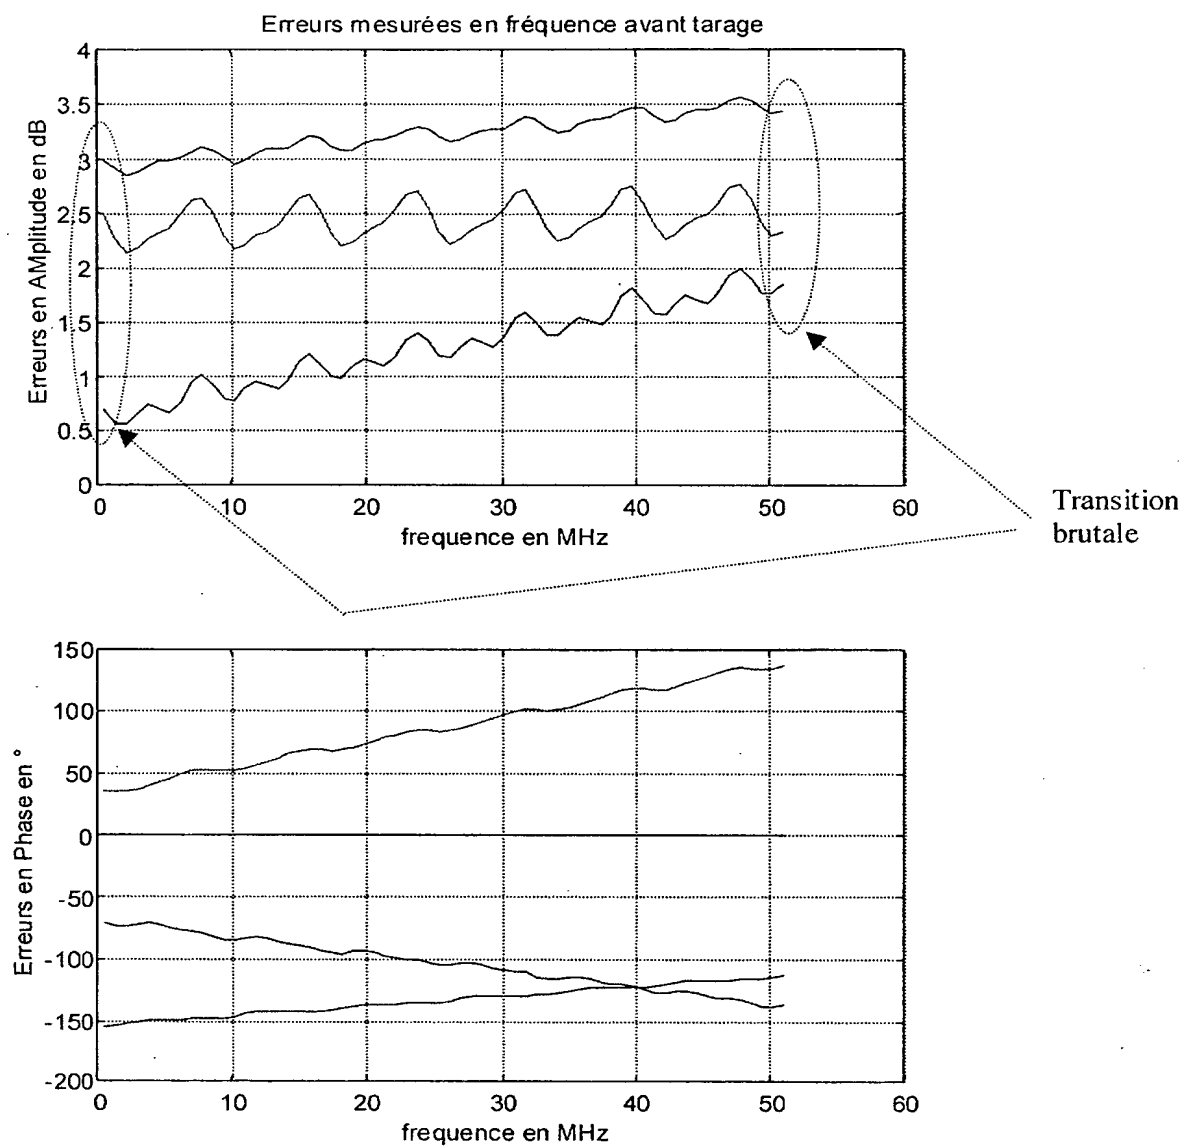 Erreurs mesurées en fréquence avant tarage
4
3.5
3
2.5
2
1.5
1
0.5
0
Erreurs en AMplitude en dB
0 10 20 30 40 50 60
frequence en MHz
Transition
brutale
150
100
50
0
-50
-100
-150
-200
Erreurs en Phase en °
0 10 20 30 40 50 60
frequence en MHz